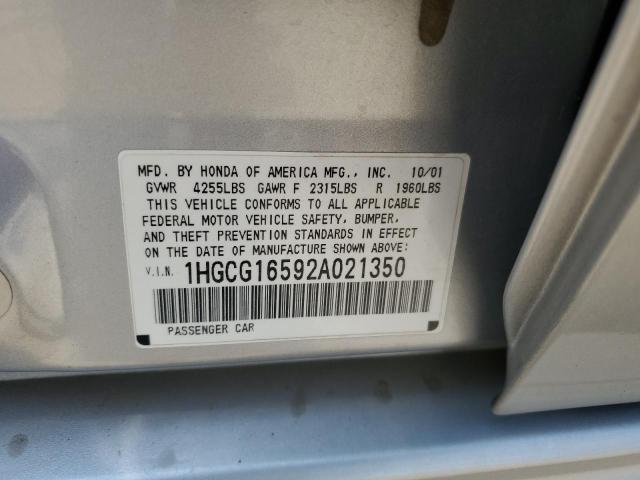 MFD. BY HONDA OF AMERICA MFG., INC. 10/01
GVWR 4255LBS GAWR F 2315LBS R 1960LBS
THIS VEHICLE CONFORMS TO ALL APPLICABLE
FEDERAL MOTOR VEHICLE SAFETY, BUMPER,
AND THEFT PREVENTION STANDARDS IN EFFECT
ON THE DATE OF MANUFACTURE SHOWN ABOVE:
V.I.N. 1HGCG16592A021350
PASSENGER CAR